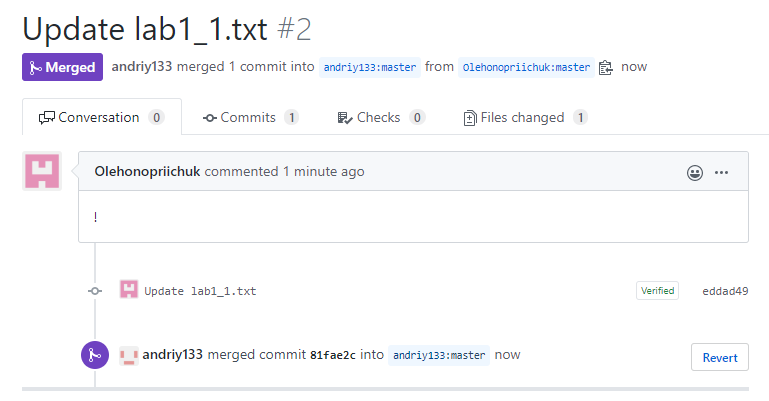 Update lab1_1.txt #2
Merged andriy133 merged 1 commit into andriy133:master from Olehonopriichuk:master now
Conversation 0 Commits 1 Checks 0 Files changed 1
Olehonopriichuk commented 1 minute ago
!
Update lab1_1.txt Verified eddad49
andriy133 merged commit 81fae2c into andriy133:master now Revert